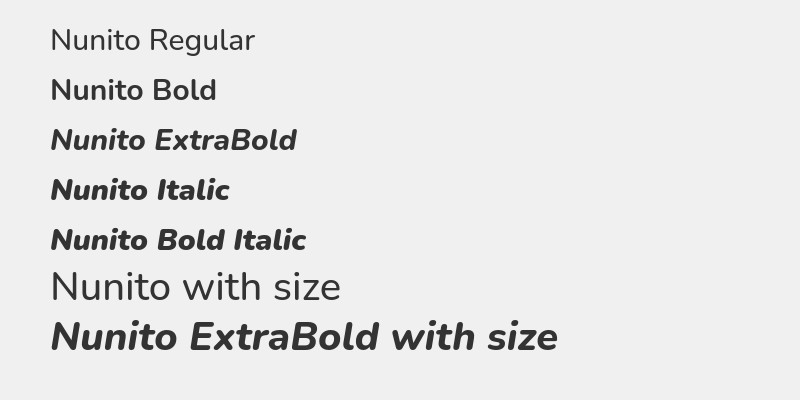 Nunito Regular
Nunito Bold
Nunito ExtraBold
Nunito Italic
Nunito Bold Italic
Nunito with size
Nunito ExtraBold with size